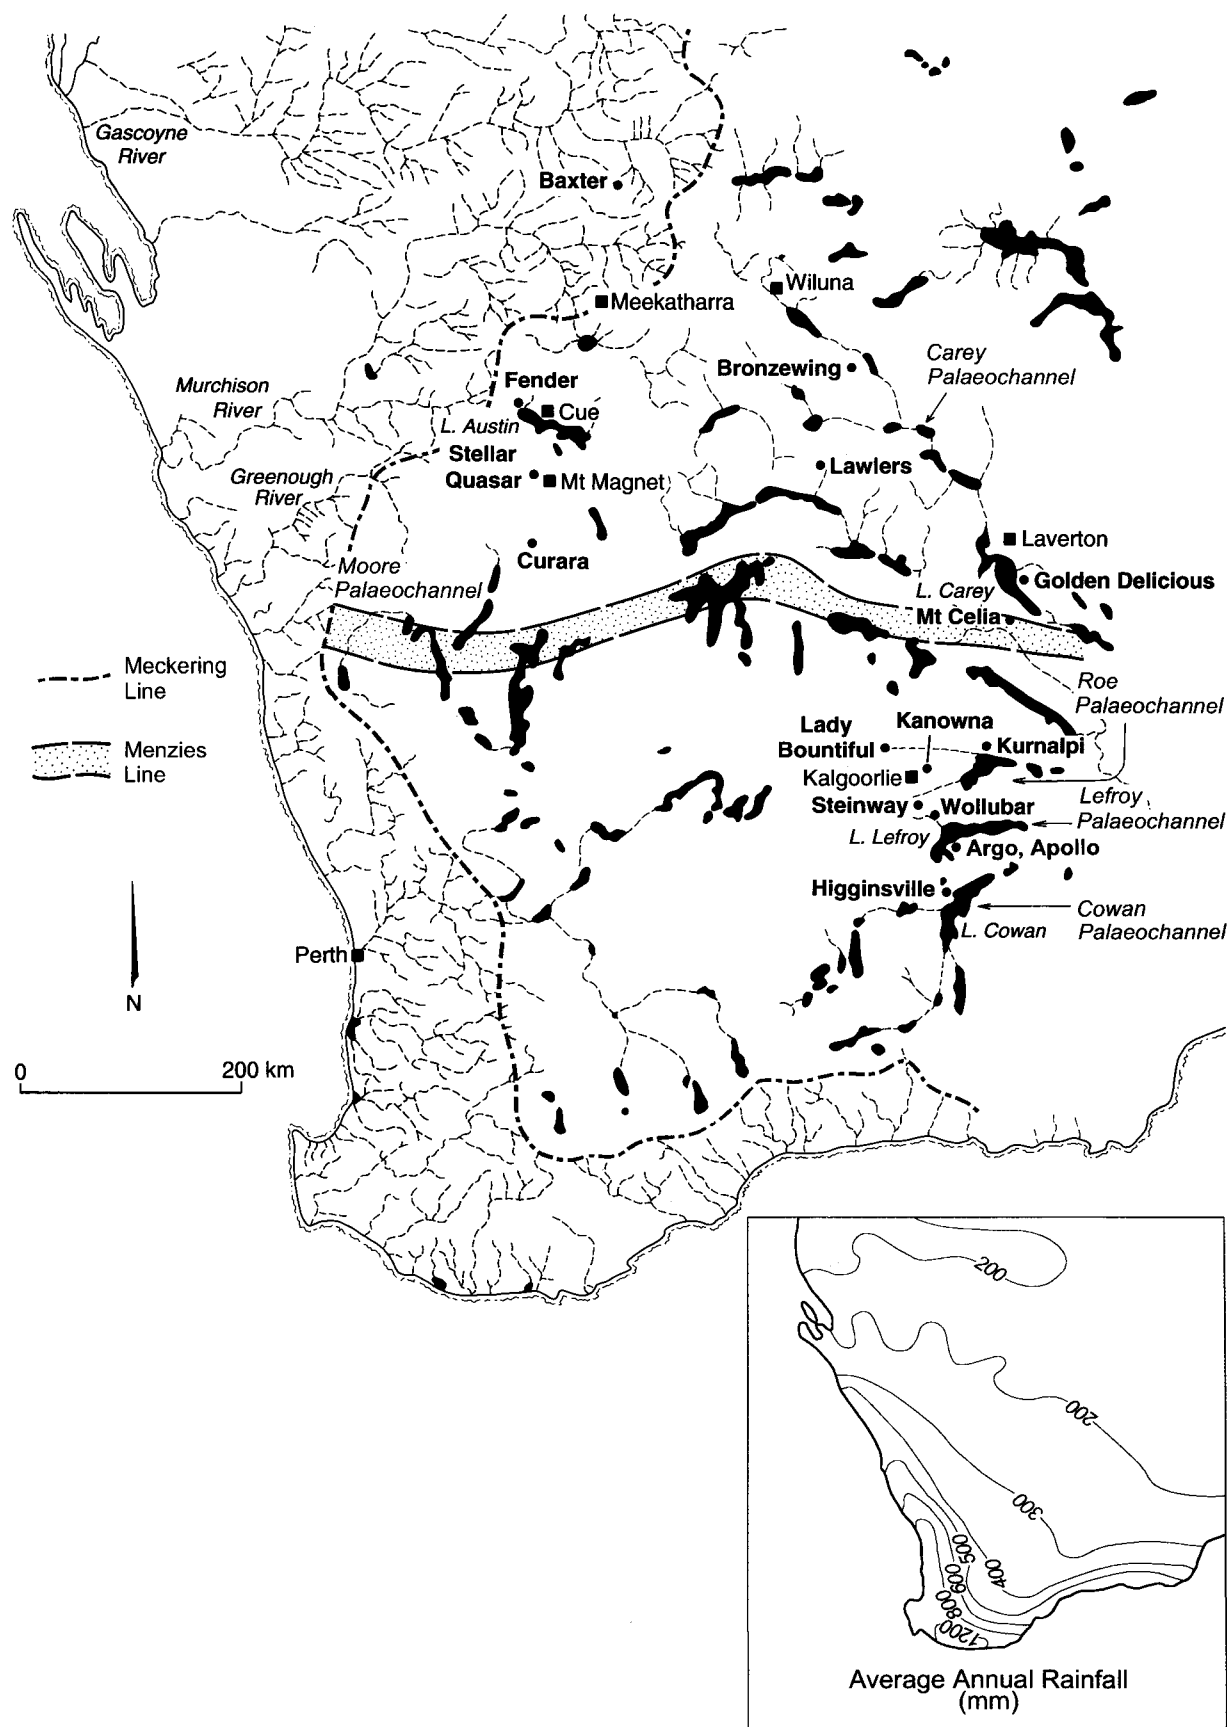 Gascoyne
River
Baxter
Wiluna
Meekatharra
Carey
Palaeochannel
Bronzewing
Murchison
River
Fender
Cue
L. Austin
Stellar
Quasar
Mt Magnet
Lawlers
Greenough
River
Laverton
Curara
Moore
Palaeochannel
Golden Delicious
L. Carey
Mt Celia
Meckering
Line
Roe
Palaeochannel
Kanowna
Lady
Bountiful
Kurnalpi
Menzies
Line
Kalgoorlie
Lefroy
Palaeochannel
Steinway
Wollubar
L. Lefroy
Argo, Apollo
Higginsville
Cowan
Palaeochannel
L. Cowan
Perth
N
0
200 km
200
200
300
400
500
600
800
1200
Average Annual Rainfall
(mm)